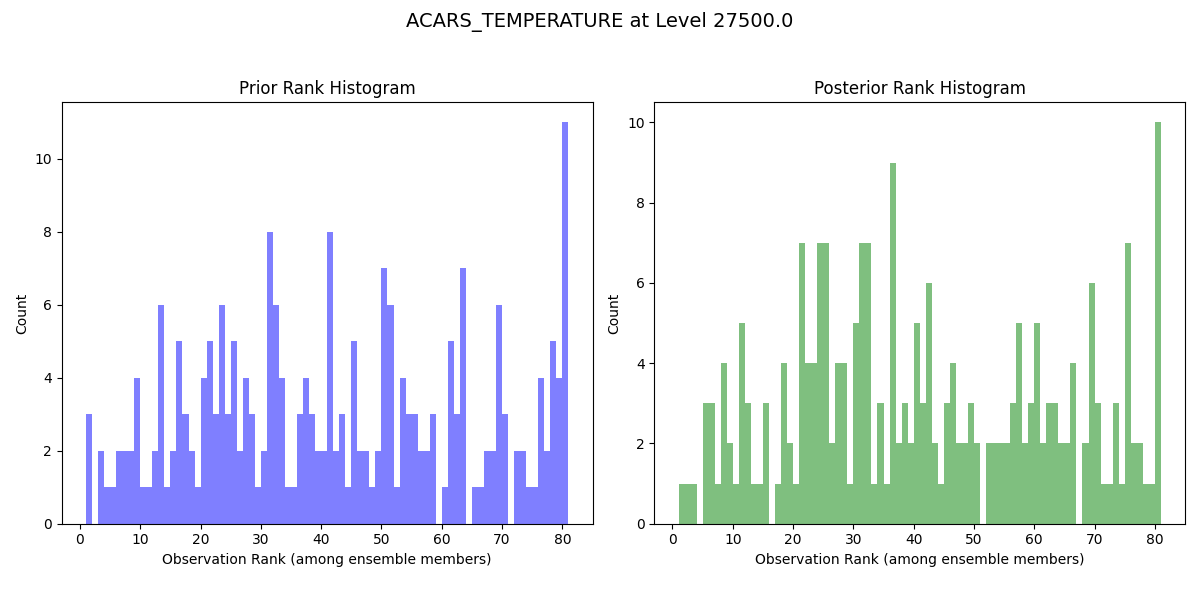 ACARS_TEMPERATURE at Level 27500.0
Prior Rank Histogram
Count
10
8
6
4
2
0
0 10 20 30 40 50 60 70 80
Observation Rank (among ensemble members)
Posterior Rank Histogram
Count
10
8
6
4
2
0
0 10 20 30 40 50 60 70 80
Observation Rank (among ensemble members)